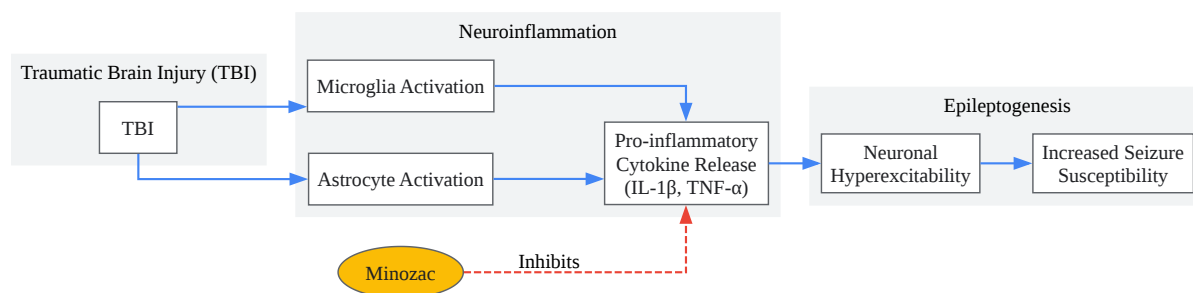 Neuroinflammation
Traumatic Brain Injury (TBI)
Microglia Activation
Epileptogenesis
TBI
Pro-inflammatory
Cytokine Release
(IL-1β, TNF-α)
Neuronal
Hyperexcitability
Increased Seizure
Susceptibility
Astrocyte Activation
Inhibits
Minozac